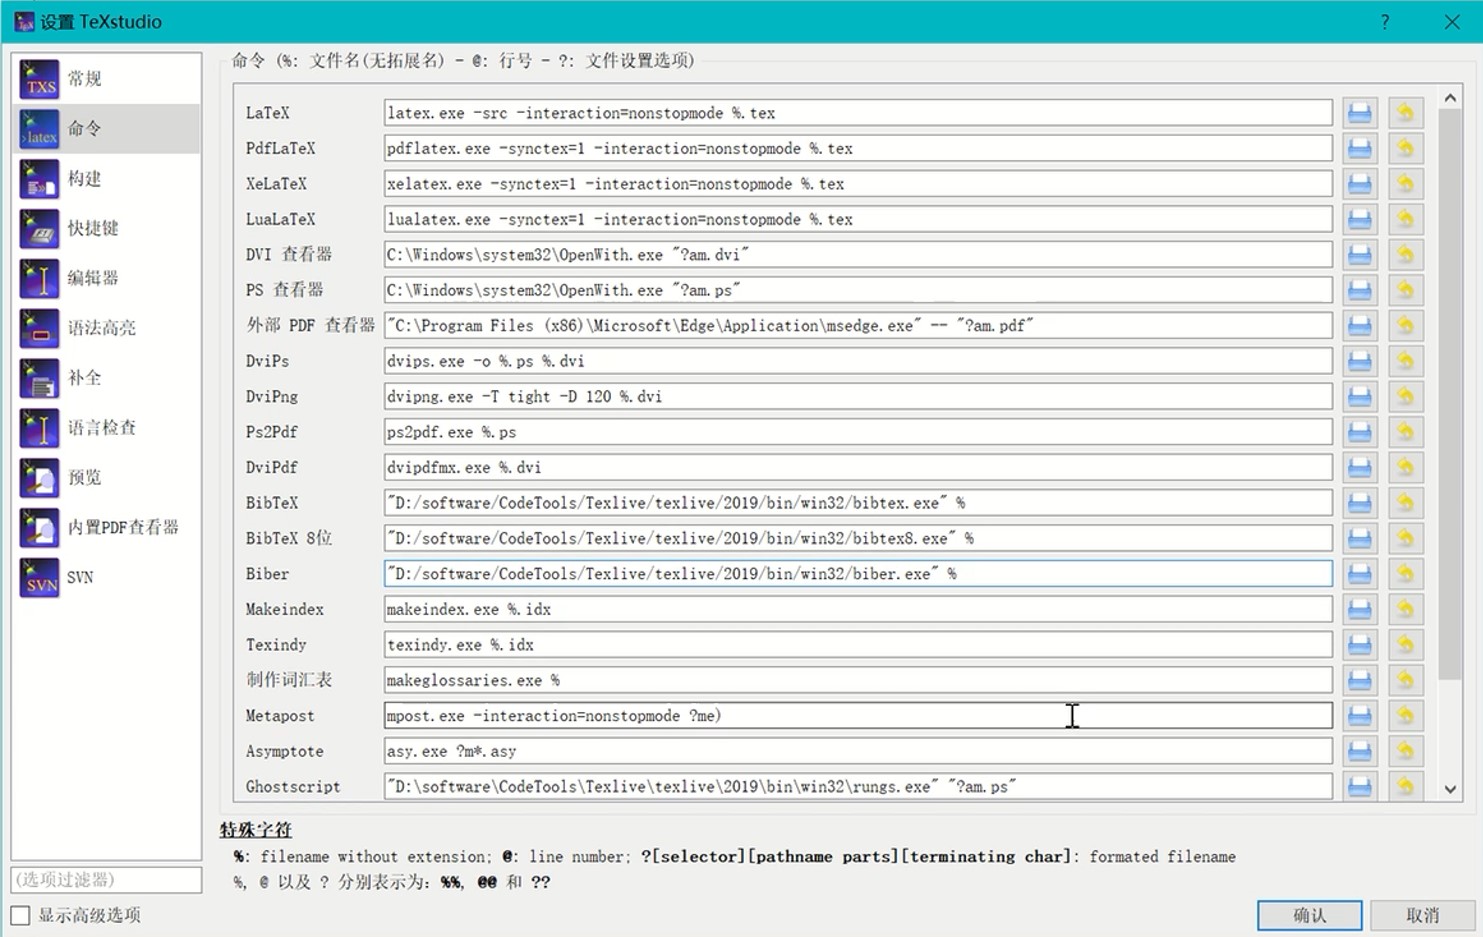 设置 TeXstudio
?
常规
命令
构建
快捷键
编辑器
语法高亮
补全
语言检查
预览
内置PDF查看器
SVN
(选项过滤器)
显示高级选项
命令 (%: 文件名(无拓展名) - @: 行号 - ?: 文件设置选项)
LaTeX latex.exe -src -interaction=nonstopmode %.tex
PdfLaTeX pdflatex.exe -synctex=1 -interaction=nonstopmode %.tex
XeLaTeX xelatex.exe -synctex=1 -interaction=nonstopmode %.tex
LuaLaTeX lualatex.exe -synctex=1 -interaction=nonstopmode %.tex
DVI 查看器 C:\Windows\system32\OpenWith.exe "?am.dvi"
PS 查看器 C:\Windows\system32\OpenWith.exe "?am.ps"
外部 PDF 查看器 "C:\Program Files (x86)\Microsoft\Edge\Application\msedge.exe" -- "?am.pdf"
DviPs dvips.exe -o %.ps %.dvi
DviPng dvipng.exe -T tight -D 120 %.dvi
Ps2Pdf ps2pdf.exe %.ps
DviPdf dvipdfmx.exe %.dvi
BibTeX "D:/software/CodeTools/Texlive/texlive/2019/bin/win32/bibtex.exe" %
BibTeX 8位 "D:/software/CodeTools/Texlive/texlive/2019/bin/win32/bibtex8.exe" %
Biber "D:/software/CodeTools/Texlive/texlive/2019/bin/win32/biber.exe" %
Makeindex makeindex.exe %.idx
Texindy texindy.exe %.idx
制作词汇表 makeglossaries.exe %
Metapost mpost.exe -interaction=nonstopmode ?me)
Asymptote asy.exe ?m*.asy
Ghostscript "D:\software\CodeTools\Texlive\texlive\2019\bin\win32\rungs.exe" "?am.ps"
特殊字符
%: filename without extension; @: line number; ?[selector][pathname parts][terminating char]: formated filename
%, @ 以及 ? 分别表示为: %%, @@ 和 ??
确认
取消